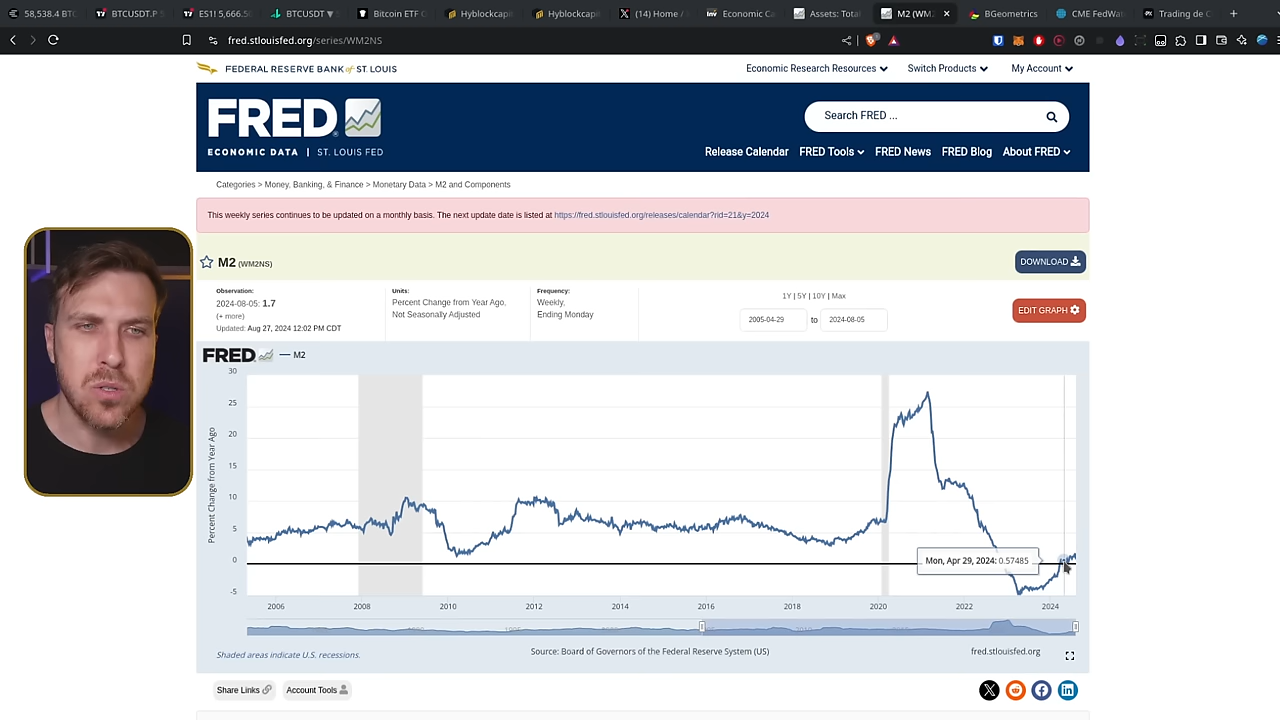 58,538.4 BTC
BTCUSDT.P 5
ES1! 5,666.5
BTCUSDT ▼
Bitcoin ETF
Hyblockcapi
Hyblockcapi
(14) Home /
Economic Ca
Assets: Total
M2 (WM2
BGeometrics
CME FedWat
Trading de C
fred.stlouisfed.org/series/WM2NS
FEDERAL RESERVE BANK of ST. LOUIS
Economic Research Resources
Switch Products
My Account
FRED
ECONOMIC DATA | ST. LOUIS FED
Search FRED ...
Release Calendar
FRED Tools
FRED News
FRED Blog
About FRED
Categories > Money, Banking, & Finance > Monetary Data > M2 and Components
This weekly series continues to be updated on a monthly basis. The next update date is listed at https://fred.stlouisfed.org/releases/calendar?rid=21&y=2024
M2 (WM2NS)
DOWNLOAD
Observation:
2024-08-05: 1.7
(+ more)
Updated: Aug 27, 2024 12:02 PM CDT
Units:
Percent Change from Year Ago,
Not Seasonally Adjusted
Frequency:
Weekly,
Ending Monday
1Y | 5Y | 10Y | Max
2005-04-29 to 2024-08-05
EDIT GRAPH
FRED — M2
30
25
20
15
10
5
0
-5
Percent Change from Year Ago
Mon, Apr 29, 2024: 0.57485
2006 2008 2010 2012 2014 2016 2018 2020 2022 2024
Shaded areas indicate U.S. recessions.
Source: Board of Governors of the Federal Reserve System (US)
fred.stlouisfed.org
Share Links
Account Tools